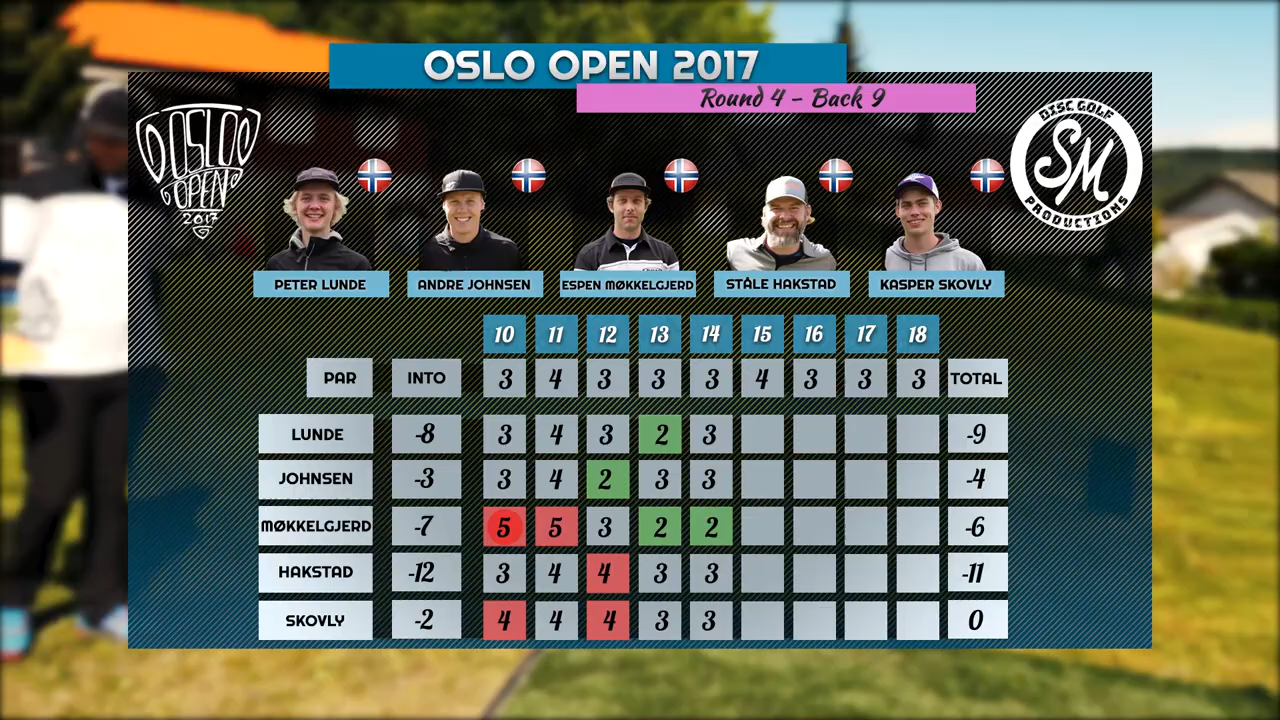 OSLO OPEN 2017
Round 4 - Back 9
OSLO
OPEN
2017
DISC GOLF
SM
PRODUCTIONS
PETER LUNDE ANDRE JOHNSEN ESPEN MØKKELGJERD STÅLE HAKSTAD KASPER SKOVLY
10 11 12 13 14 15 16 17 18
PAR INTO 3 4 3 3 3 4 3 3 3 TOTAL
LUNDE -8 3 4 3 2 3 -9
JOHNSEN -3 3 4 2 3 3 -4
MØKKELGJERD -7 5 5 3 2 2 -6
HAKSTAD -12 3 4 4 3 3 -11
SKOVLY -2 4 4 4 3 3 0